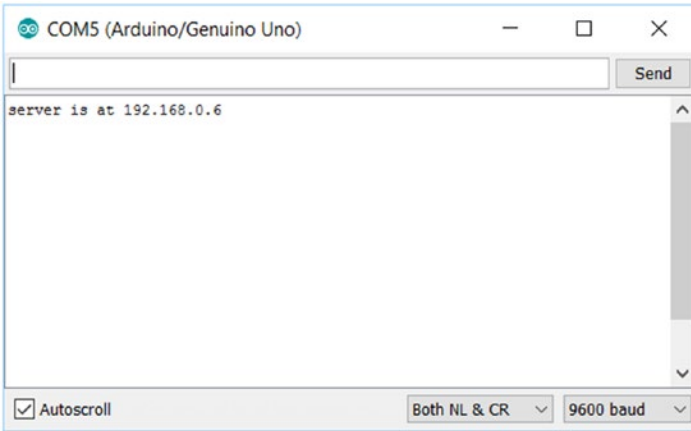 COM5 (Arduino/Genuino Uno)
Send
server is at 192.168.0.6
Autoscroll
Both NL & CR
9600 baud